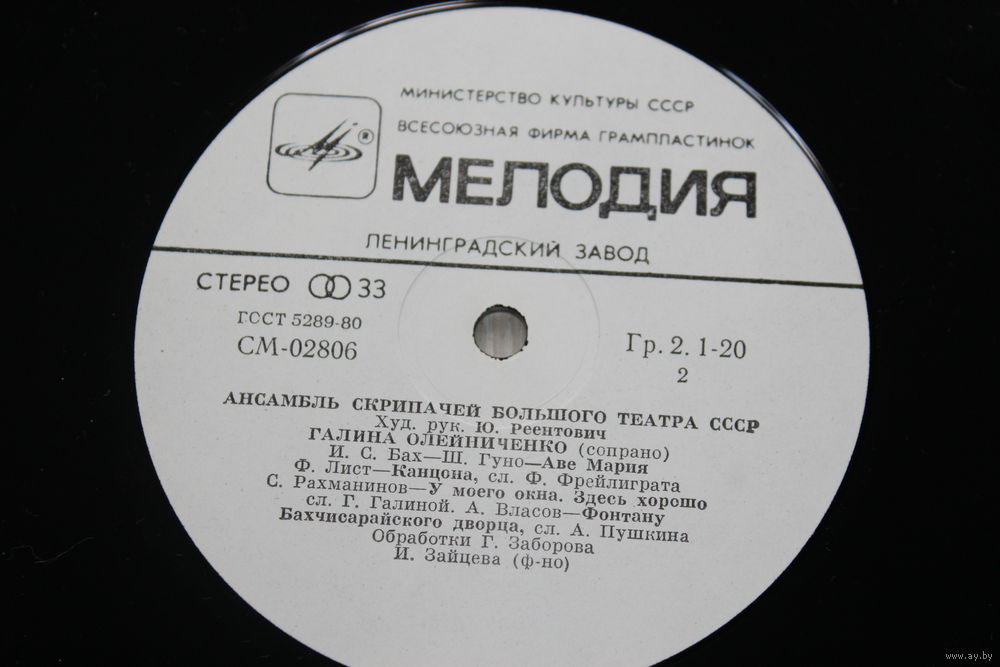 МИНИСТЕРСТВО КУЛЬТУРЫ СССР
ВСЕСОЮЗНАЯ ФИРМА ГРАМПЛАСТИНОК
®
МЕЛОДИЯ
ЛЕНИНГРАДСКИЙ ЗАВОД
СТЕРЕО 33
ГОСТ 5289-80
СМ-02806
Гр. 2. 1-20
2
АНСАМБЛЬ СКРИПАЧЕЙ БОЛЬШОГО ТЕАТРА СССР
Худ. рук. Ю. Реентович
ГАЛИНА ОЛЕЙНИЧЕНКО (сопрано)
И. С. Бах—Ш. Гуно—Аве Мария
Ф. Лист—Канцона, сл. Ф. Фрейлиграта
С. Рахманинов—У моего окна. Здесь хорошо
сл. Г. Галиной. А. Власов—Фонтану
Бахчисарайского дворца, сл. А. Пушкина
Обработки Г. Заборова
И. Зайцева (ф-но)
www.ay.by